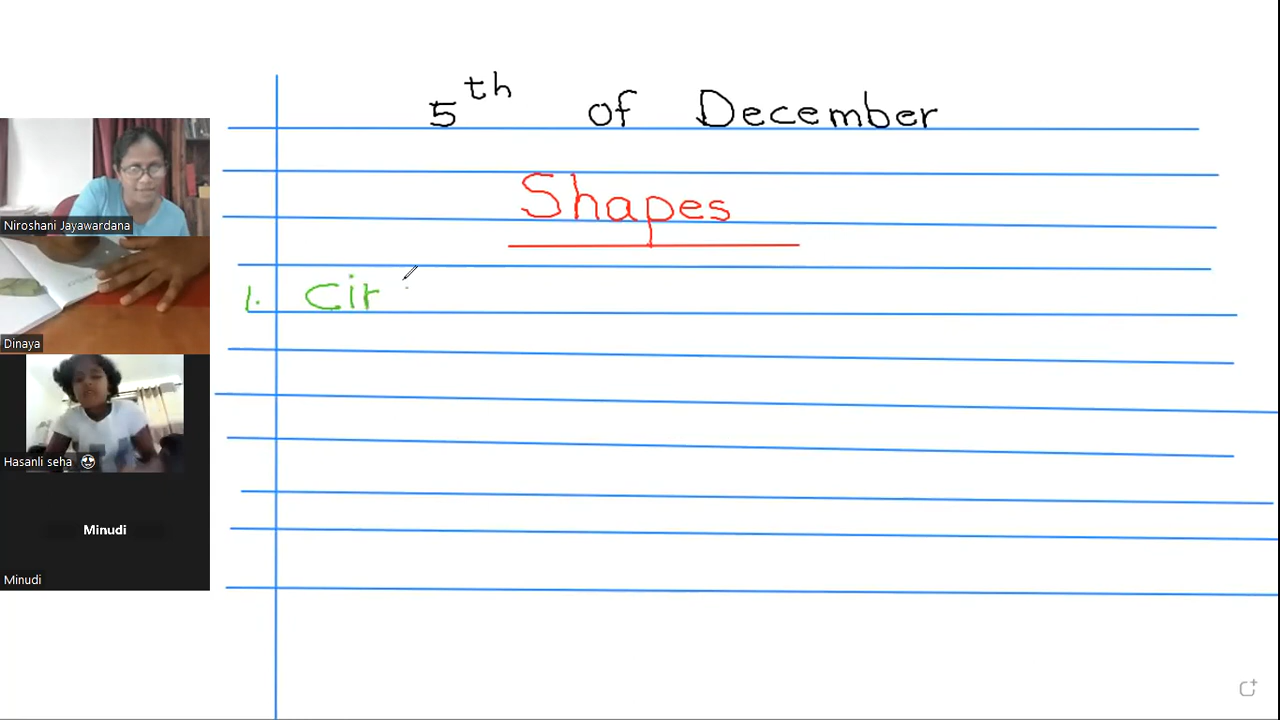 5th of December
Shapes
1. Cir
Niroshani Jayawardana
Dinaya
Hasanli seha 😍
Minudi
Minudi